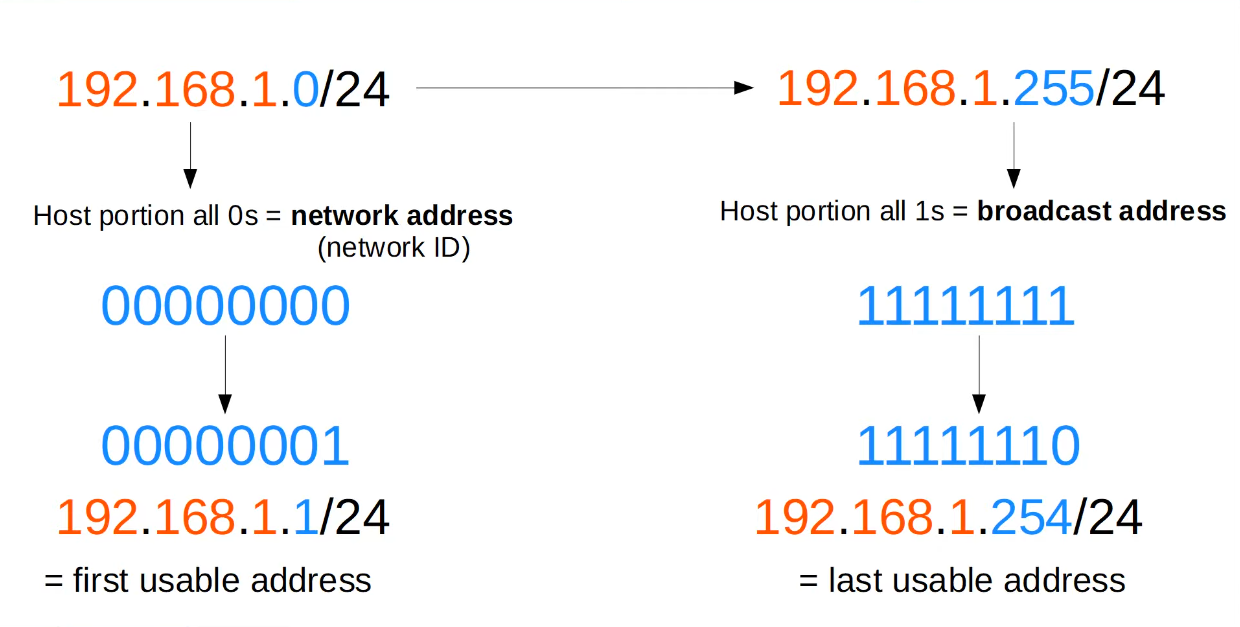 192.168.1.0/24
192.168.1.255/24
Host portion all 0s = network address
(network ID)
Host portion all 1s = broadcast address
00000000
11111111
00000001
11111110
192.168.1.1/24
192.168.1.254/24
= first usable address
= last usable address